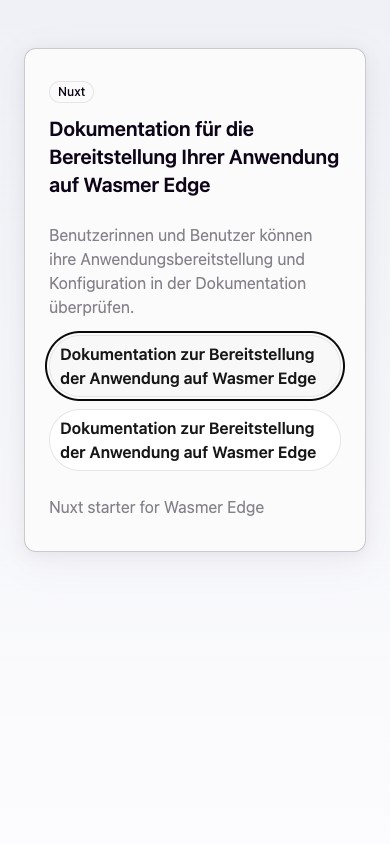 Nuxt
Dokumentation für die
Bereitstellung Ihrer Anwendung
auf Wasmer Edge
Benutzerinnen und Benutzer können
ihre Anwendungsbereitstellung und
Konfiguration in der Dokumentation
überprüfen.
Dokumentation zur Bereitstellung
der Anwendung auf Wasmer Edge
Dokumentation zur Bereitstellung
der Anwendung auf Wasmer Edge
Nuxt starter for Wasmer Edge